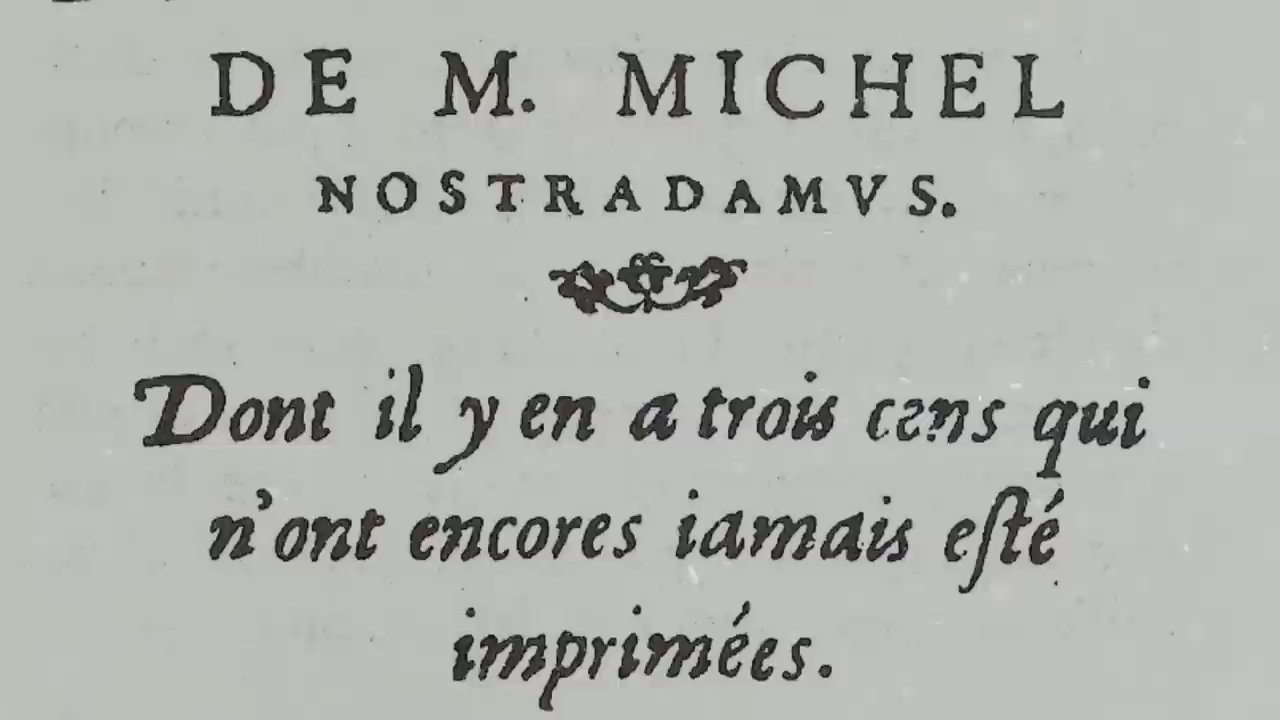 DE M. MICHEL
NOSTRADAMVS.
Dont il y en a trois cens qui
n'ont encores iamais eſté
imprimées.